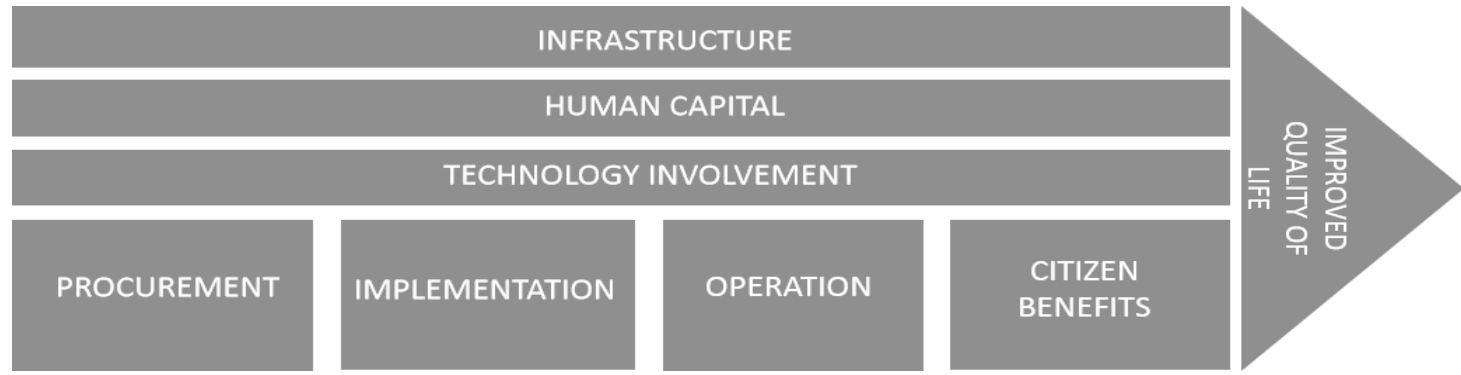 INFRASTRUCTURE
HUMAN CAPITAL
TECHNOLOGY INVOLVEMENT
PROCUREMENT
IMPLEMENTATION
OPERATION
CITIZEN
BENEFITS
IMPROVED
QUALITY OF
LIFE